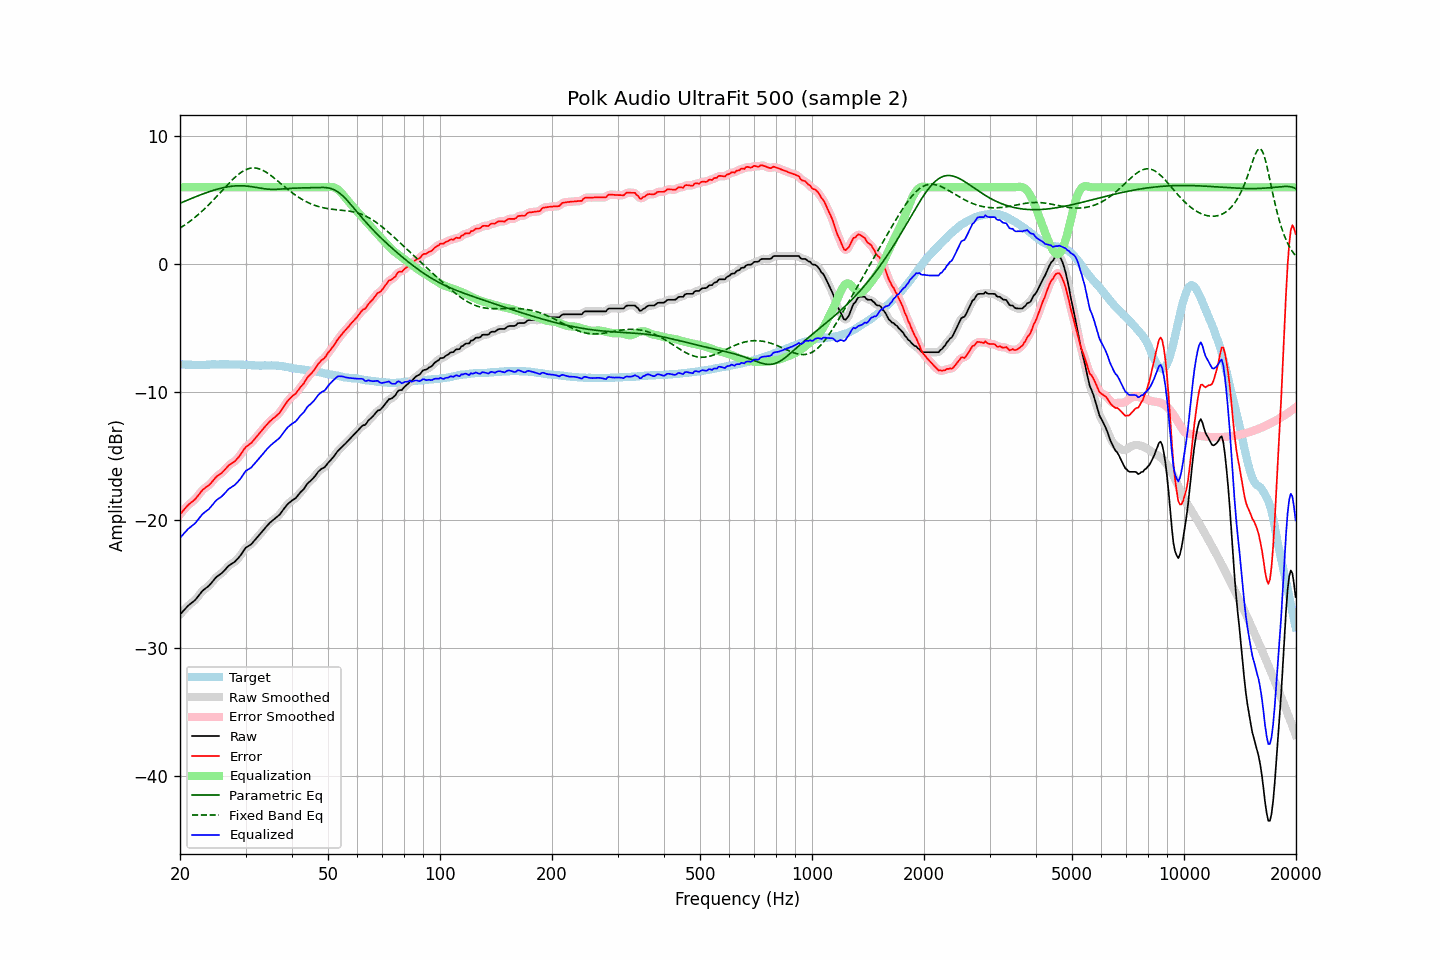 Polk Audio UltraFit 500 (sample 2)
10
0
−10
−20
−30
−40
Amplitude (dBr)
Target
Raw Smoothed
Error Smoothed
Raw
Error
Equalization
Parametric Eq
Fixed Band Eq
Equalized
20 50 100 200 500 1000 2000 5000 10000 20000
Frequency (Hz)